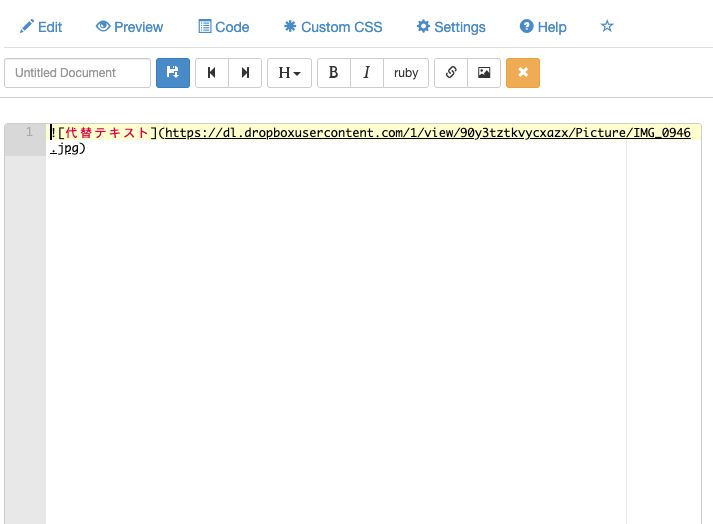 Edit Preview Code Custom CSS Settings Help
Untitled Document H B I ruby
1 ![代替テキスト](https://dl.dropboxusercontent.com/1/view/90y3tztkvycxazx/Picture/IMG_0946
.jpg)